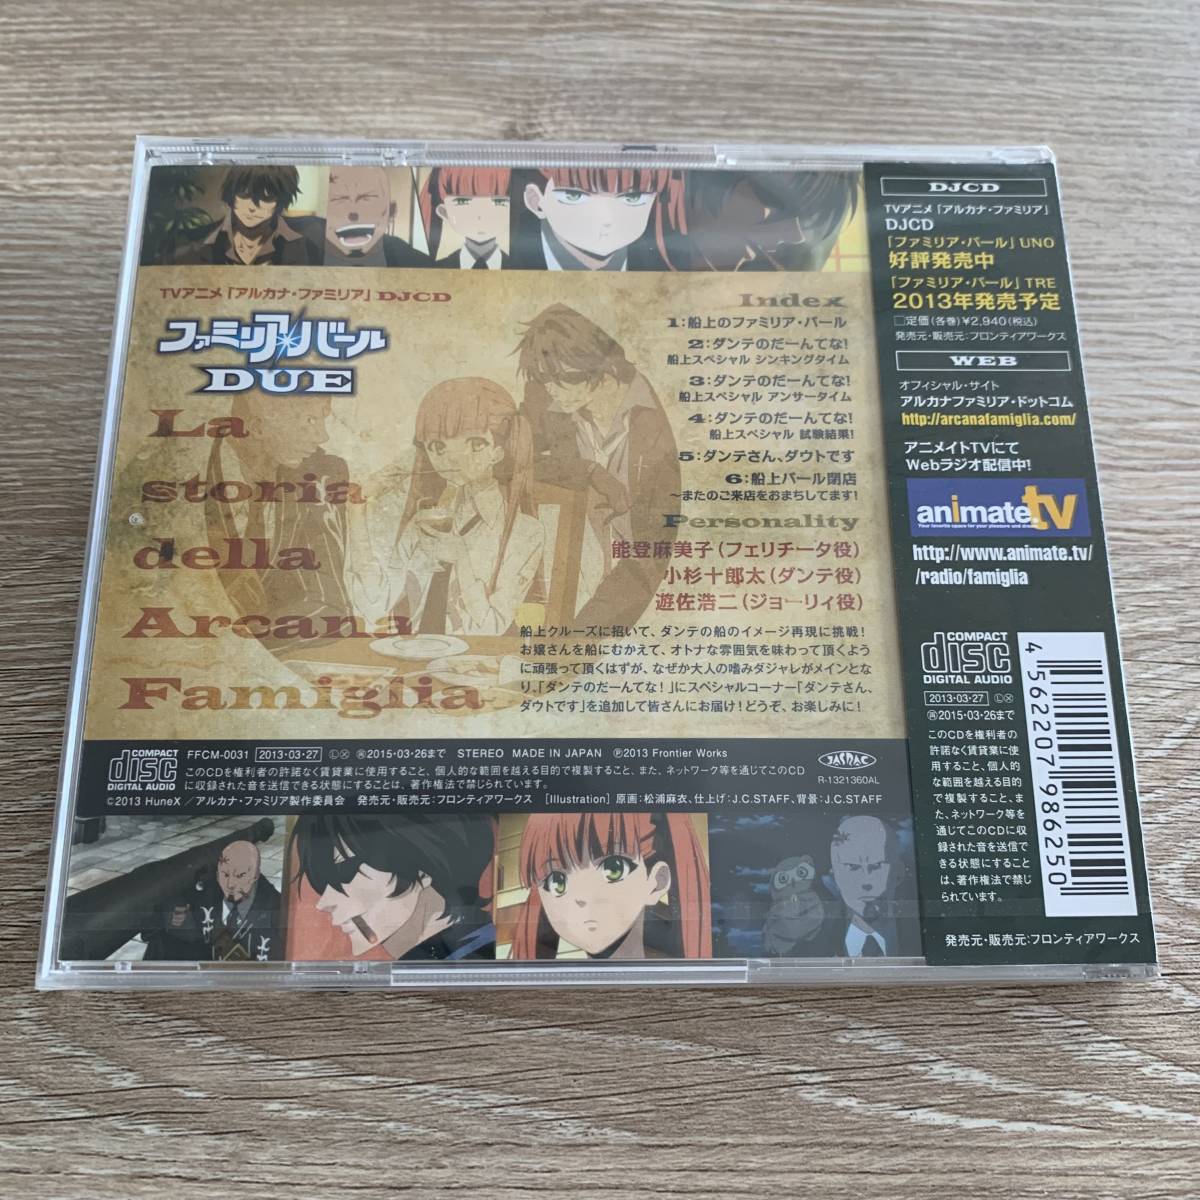 TVアニメ「アルカナ・ファミリア」DJCD
ファミリア・バール
DUE
La
storia
della
Arcana
Famiglia
Index
1:船上のファミリア・バール
2:ダンテのだーんてな!
船上スペシャル シンキングタイム
3:ダンテのだーんてな!
船上スペシャル アンサータイム
4:ダンテのだーんてな!
船上スペシャル 試験結果!
5:ダンテさん、ダウトです
6:船上バール閉店
〜またのご来店をおまちしてます!
Personality
能登麻美子(フェリチータ役)
小杉十郎太(ダンテ役)
遊佐浩二(ジョーリィ役)
船上クルーズに招いて、ダンテの船のイメージ再現に挑戦!
お嬢さんを船にむかえて、オトナな雰囲気を味わって頂くよう
に頑張って頂くはずが、なぜか大人の嗜みダジャレがメインとな
り、「ダンテのだーんてな!」にスペシャルコーナー「ダンテさん、
ダウトです」を追加して皆さんにお届け!どうぞ、お楽しみに!
COMPACT
disc
DIGITAL AUDIO
FFCM-0031 2013・03・27 Ⓛ 再2015・03・26まで STEREO MADE IN JAPAN ℗2013 Frontier Works
このCDを権利者の許諾なく賃貸業に使用すること、個人的な範囲を越える目的で複製すること、また、ネットワーク等を通じてこのCD
に収録された音を送信できる状態にすることは、著作権法で禁じられています。
JASRAC
R-1321360AL
©2013 HuneX/アルカナ・ファミリア製作委員会 発売元・販売元:フロンティアワークス [Illustration] 原画:松浦麻衣、仕上げ:J.C.STAFF、背景:J.C.STAFF
DJCD
TVアニメ「アルカナ・ファミリア」
DJCD
「ファミリア・バール」UNO
好評発売中
「ファミリア・バール」TRE
2013年発売予定
□定価(各巻)¥2,940(税込)
発売元・販売元:フロンティアワークス
WEB
オフィシャル・サイト
アルカナファミリア・ドットコム
http://arcanafamiglia.com/
アニメイトTVにて
Webラジオ配信中!
animate.tv
Your favorite space for your pleasure und dream
http://www.animate.tv/
/radio/famiglia
COMPACT
disc
DIGITAL AUDIO
2013・03・27 Ⓛ
再2015・03・26まで
このCDを権利者の
許諾なく賃貸業に
使用すること、個人
的な範囲を越える
目的で複製するこ
と、また、ネットワー
ク等を通じてこの
CDに収録された
音を送信できる状
態にすることは、著
作権法で禁じられ
ています。
4562207986250
発売元・販売元:フロンティアワークス